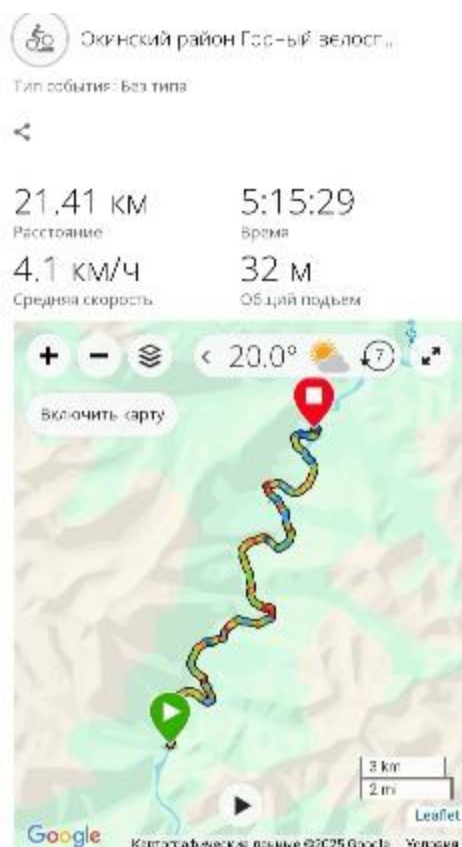 Окинский район Горный велосп...
Тип события: Без типа
21.41 км
5:15:29
Расстояние
Время
4.1 км/ч
32 м
Средняя скорость
Общий подъем
+ − < 20.0° 7
Включить карту
3 km
2 mi
Leaflet
Google
Картографические данные ©2025 Google Условия